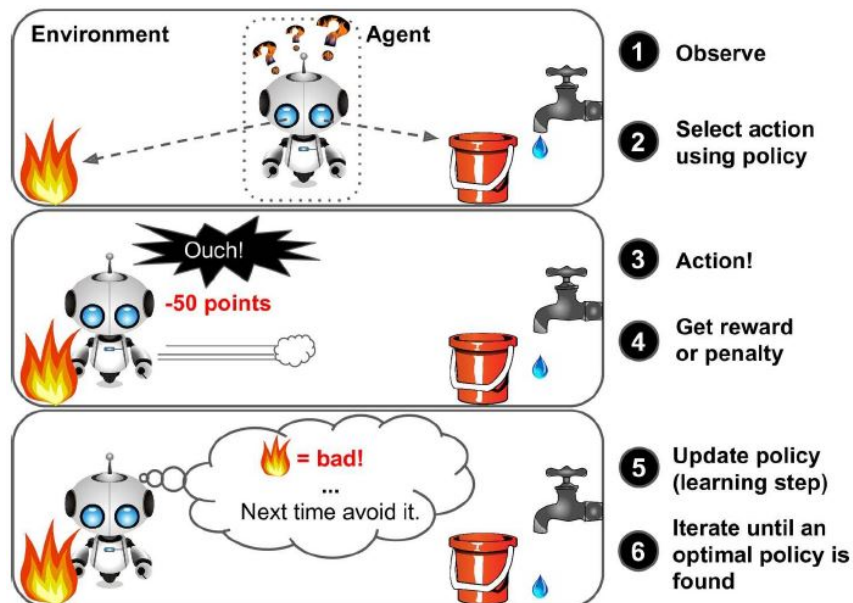 Environment
Agent
? ? ?
1 Observe
2 Select action
using policy
Ouch!
-50 points
3 Action!
4 Get reward
or penalty
= bad!
...
Next time avoid it.
5 Update policy
(learning step)
6 Iterate until an
optimal policy is
found